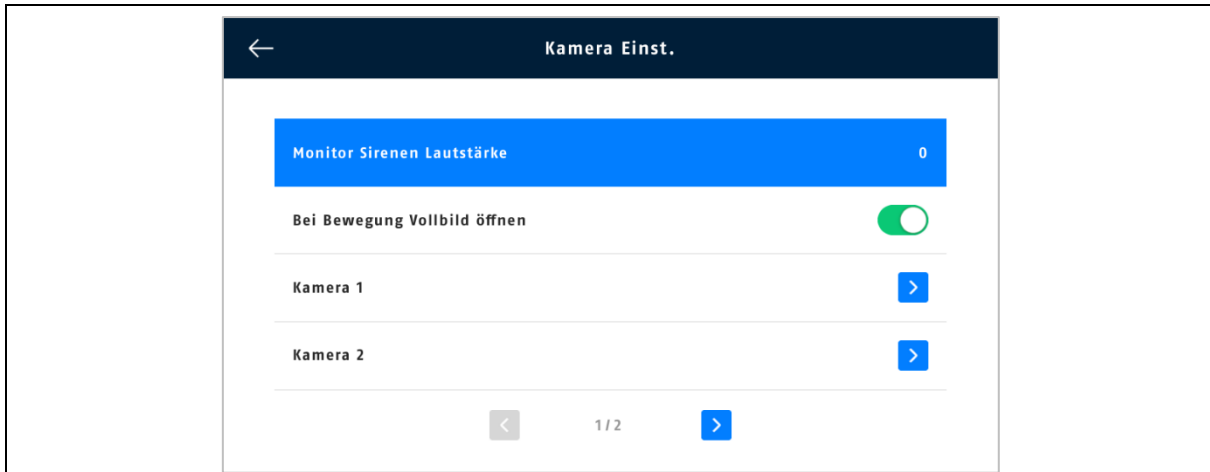 Kamera Einst.
Monitor Sirenen Lautstärke 0
Bei Bewegung Vollbild öffnen
Kamera 1
Kamera 2
1/2